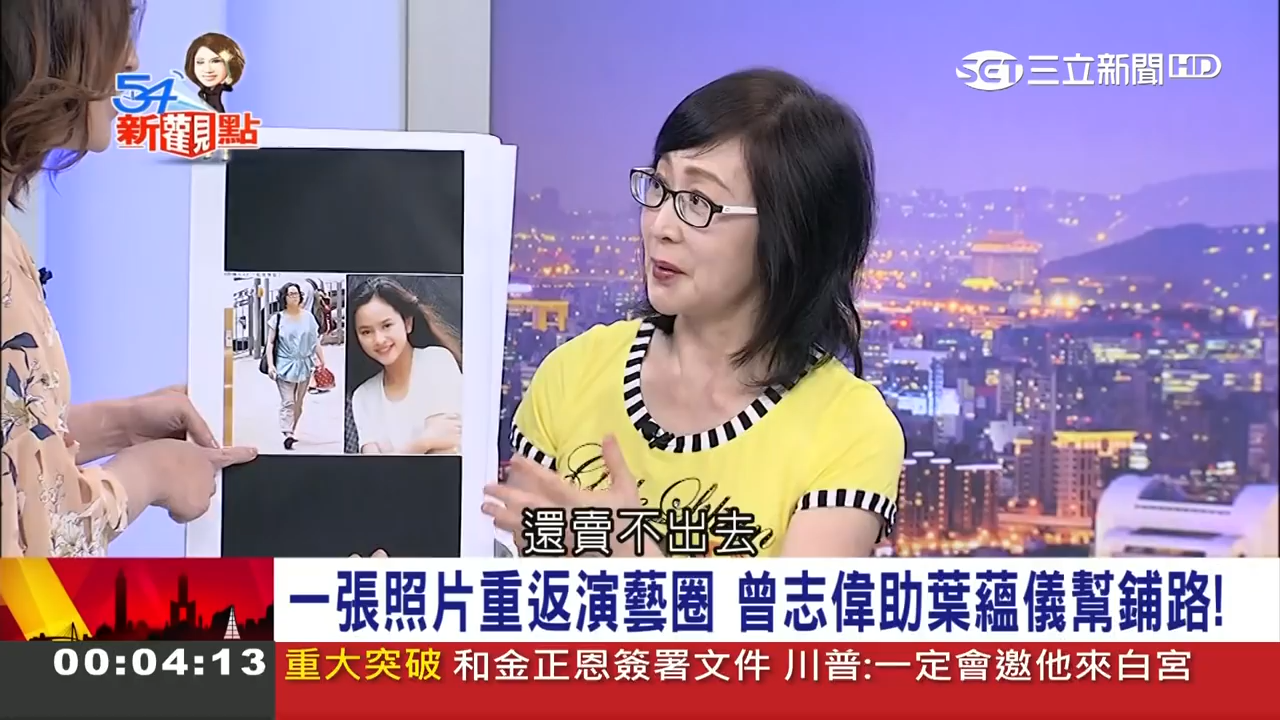 54
新觀點
SET三立新聞HD
還賣不出去
一張照片重返演藝圈 曾志偉助葉蘊儀幫鋪路!
00:04:13
重大突破 和金正恩簽署文件 川普:一定會邀他來白宮